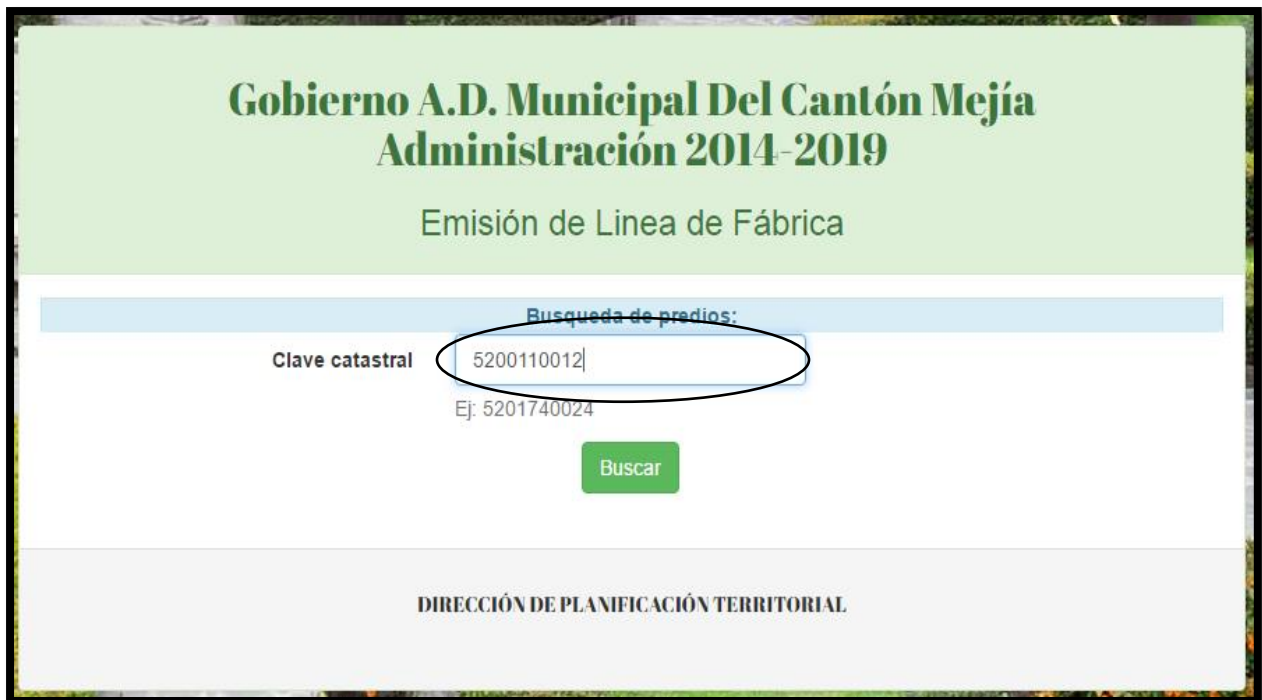 Gobierno A.D. Municipal Del Cantón Mejía
Administración 2014-2019
Emisión de Linea de Fábrica
Busqueda de predios:
Clave catastral 5200110012
Ej: 5201740024
Buscar
DIRECCIÓN DE PLANIFICACIÓN TERRITORIAL